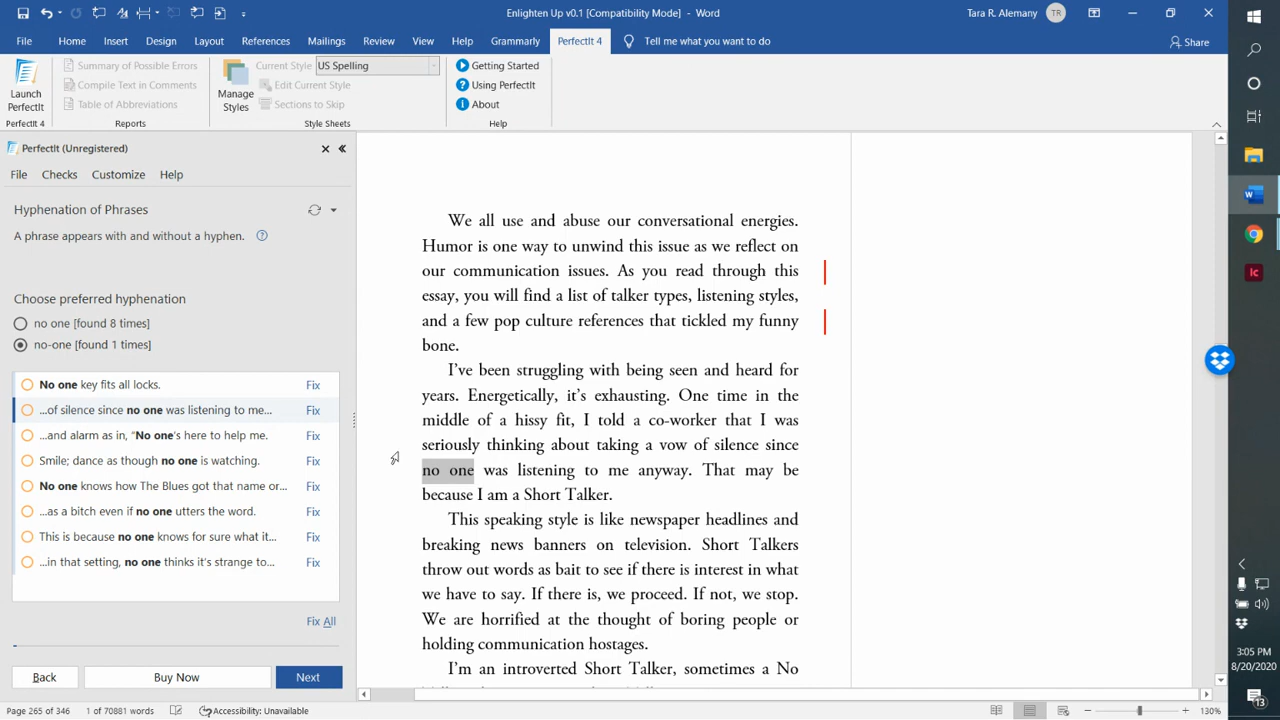 Enlighten Up v0.1 [Compatibility Mode] - Word
Tara R. Alemany TR
File Home Insert Design Layout References Mailings Review View Help Grammarly PerfectIt 4 Tell me what you want to do Share
Launch PerfectIt
Summary of Possible Errors
Compile Text in Comments
Table of Abbreviations
Manage Styles
Current Style US Spelling
Edit Current Style
Sections to Skip
Getting Started
Using PerfectIt
About
PerfectIt 4 Reports Style Sheets Help
PerfectIt (Unregistered)
File Checks Customize Help
Hyphenation of Phrases
A phrase appears with and without a hyphen.
Choose preferred hyphenation
no one [found 8 times]
no-one [found 1 times]
No one key fits all locks. Fix
...of silence since no one was listening to me... Fix
...and alarm as in, "No one's here to help me. Fix
Smile; dance as though no one is watching. Fix
No one knows how The Blues got that name or... Fix
...as a bitch even if no one utters the word. Fix
This is because no one knows for sure what it... Fix
...in that setting, no one thinks it's strange to... Fix
Fix All
Back Buy Now Next
We all use and abuse our conversational energies.
Humor is one way to unwind this issue as we reflect on
our communication issues. As you read through this
essay, you will find a list of talker types, listening styles,
and a few pop culture references that tickled my funny
bone.
I've been struggling with being seen and heard for
years. Energetically, it's exhausting. One time in the
middle of a hissy fit, I told a co-worker that I was
seriously thinking about taking a vow of silence since
no one was listening to me anyway. That may be
because I am a Short Talker.
This speaking style is like newspaper headlines and
breaking news banners on television. Short Talkers
throw out words as bait to see if there is interest in what
we have to say. If there is, we proceed. If not, we stop.
We are horrified at the thought of boring people or
holding communication hostages.
I'm an introverted Short Talker, sometimes a No
Page 265 of 346 1 of 70881 words Accessibility: Unavailable 130%
Ic
3:05 PM
8/20/2020
13